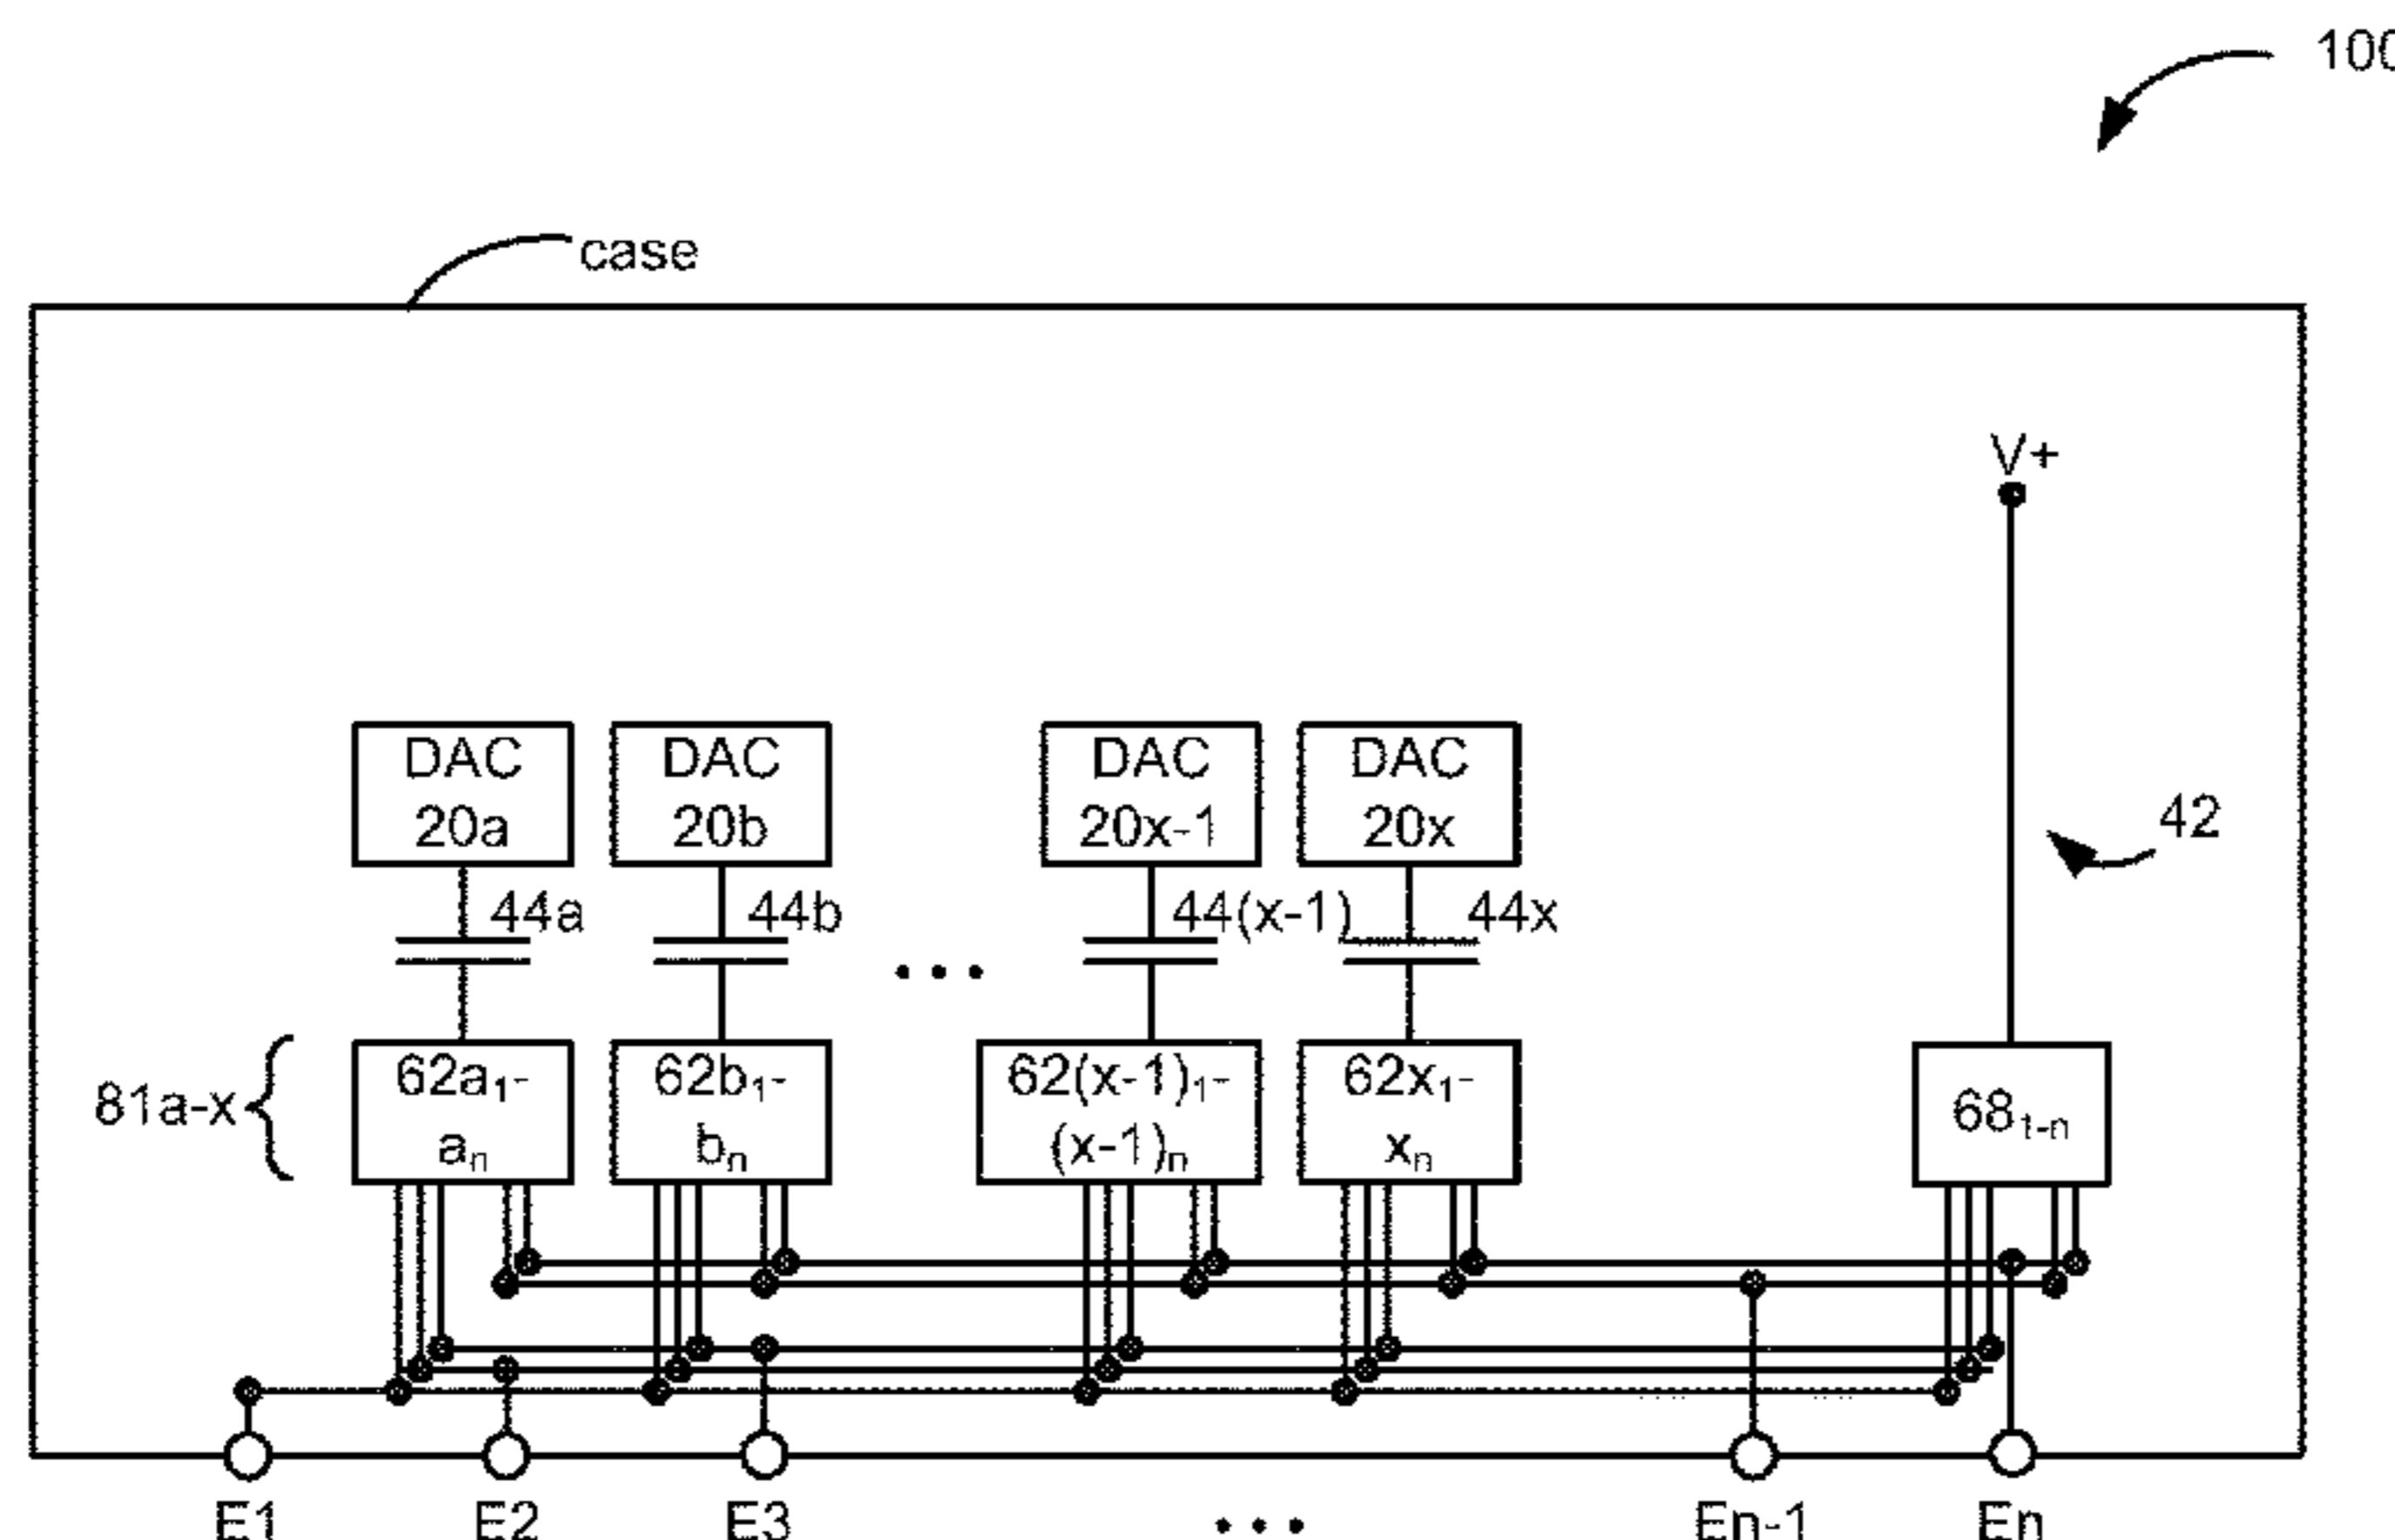 100
case
V+
DAC DAC DAC DAC
20a 20b 20x-1 20x
42
44a 44b 44(x-1) 44x
...
81a-x
62a₁₋ 62b₁₋ 62(x-1)₁₋ 62x₁₋
aₙ bₙ (x-1)ₙ xₙ
68₁₋ₙ
E1 E2 E3 ... En-1 En